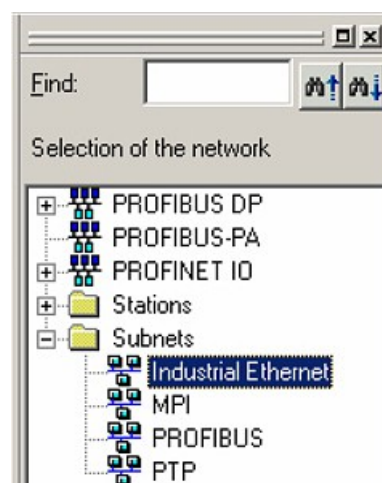 Find:
Selection of the network
PROFIBUS DP
PROFIBUS-PA
PROFINET IO
Stations
Subnets
Industrial Ethernet
MPI
PROFIBUS
PTP